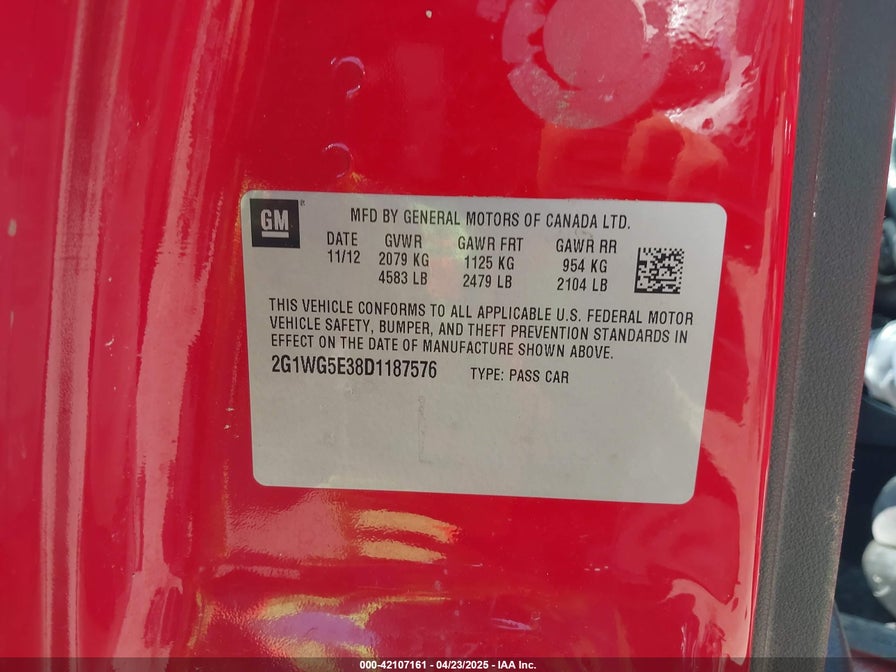 GM
MFD BY GENERAL MOTORS OF CANADA LTD.
DATE GVWR GAWR FRT GAWR RR
11/12 2079 KG 1125 KG 954 KG
4583 LB 2479 LB 2104 LB
THIS VEHICLE CONFORMS TO ALL APPLICABLE U.S. FEDERAL MOTOR
VEHICLE SAFETY, BUMPER, AND THEFT PREVENTION STANDARDS IN
EFFECT ON THE DATE OF MANUFACTURE SHOWN ABOVE.
2G1WG5E38D1187576 TYPE: PASS CAR
000-42107161 - 04/23/2025 - IAA Inc.